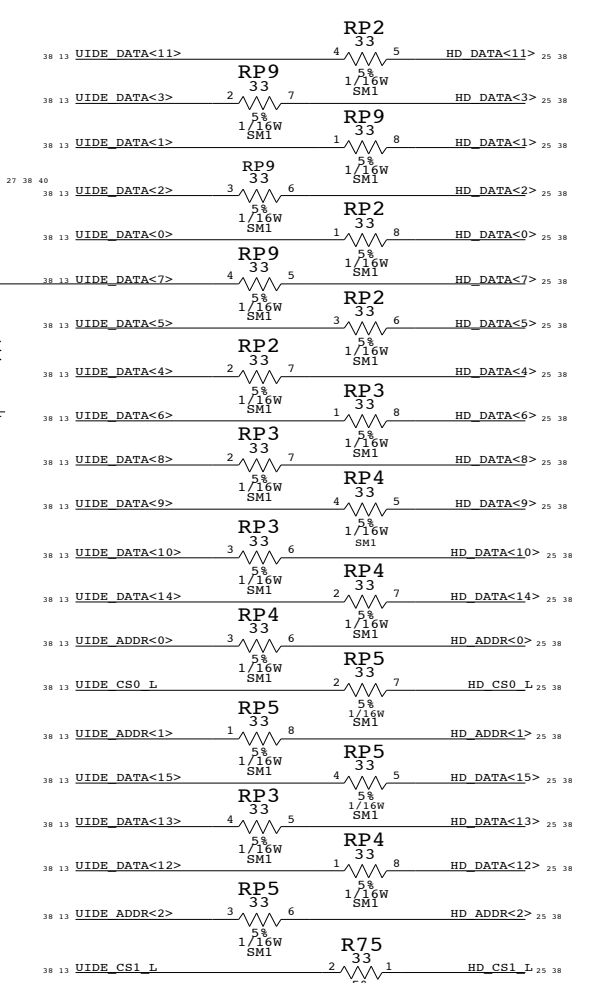 RP2
33
38 13 UIDE_DATA<11> 4 5 HD_DATA<11> 25 38
5%
1/16W
SM1
RP9
33
38 13 UIDE_DATA<3> 2 7 HD_DATA<3> 25 38
5%
1/16W
SM1
RP9
33
38 13 UIDE_DATA<1> 1 8 HD_DATA<1> 25 38
5%
1/16W
SM1
27 38 40
RP9
33
38 13 UIDE_DATA<2> 3 6 HD_DATA<2> 25 38
5%
1/16W
SM1
RP2
33
38 13 UIDE_DATA<0> 1 8 HD_DATA<0> 25 38
5%
1/16W
SM1
RP9
33
38 13 UIDE_DATA<7> 4 5 HD_DATA<7> 25 38
5%
1/16W
SM1
RP2
33
38 13 UIDE_DATA<5> 3 6 HD_DATA<5> 25 38
5%
1/16W
SM1
RP2
33
38 13 UIDE_DATA<4> 2 7 HD_DATA<4> 25 38
5%
1/16W
SM1
RP3
33
38 13 UIDE_DATA<6> 1 8 HD_DATA<6> 25 38
5%
1/16W
SM1
RP3
33
38 13 UIDE_DATA<8> 2 7 HD_DATA<8> 25 38
5%
1/16W
SM1
RP4
33
38 13 UIDE_DATA<9> 4 5 HD_DATA<9> 25 38
5%
1/16W
SM1
RP3
33
38 13 UIDE_DATA<10> 3 6 HD_DATA<10> 25 38
5%
1/16W
SM1
RP4
33
38 13 UIDE_DATA<14> 2 7 HD_DATA<14> 25 38
5%
1/16W
SM1
RP4
33
38 13 UIDE_ADDR<0> 3 6 HD_ADDR<0> 25 38
5%
1/16W
SM1
RP5
33
38 13 UIDE_CS0_L 2 7 HD_CS0_L 25 38
5%
1/16W
SM1
RP5
33
38 13 UIDE_ADDR<1> 1 8 HD_ADDR<1> 25 38
5%
1/16W
SM1
RP5
33
38 13 UIDE_DATA<15> 4 5 HD_DATA<15> 25 38
5%
1/16W
SM1
RP3
33
38 13 UIDE_DATA<13> 4 5 HD_DATA<13> 25 38
5%
1/16W
SM1
RP4
33
38 13 UIDE_DATA<12> 1 8 HD_DATA<12> 25 38
5%
1/16W
SM1
RP5
33
38 13 UIDE_ADDR<2> 3 6 HD_ADDR<2> 25 38
5%
1/16W
SM1
R75
33
38 13 UIDE_CS1_L 2 1 HD_CS1_L 25 38